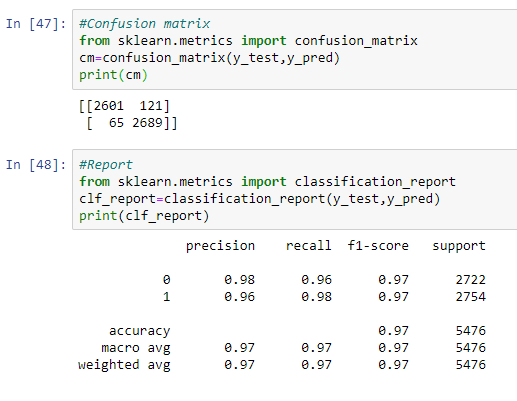 In [47]: #Confusion matrix
from sklearn.metrics import confusion_matrix
cm=confusion_matrix(y_test,y_pred)
print(cm)
[[2601  121]
 [  65 2689]]
In [48]: #Report
from sklearn.metrics import classification_report
clf_report=classification_report(y_test,y_pred)
print(clf_report)
precision    recall  f1-score   support
0       0.98      0.96      0.97      2722
1       0.96      0.98      0.97      2754
accuracy                           0.97      5476
macro avg       0.97      0.97      0.97      5476
weighted avg       0.97      0.97      0.97      5476